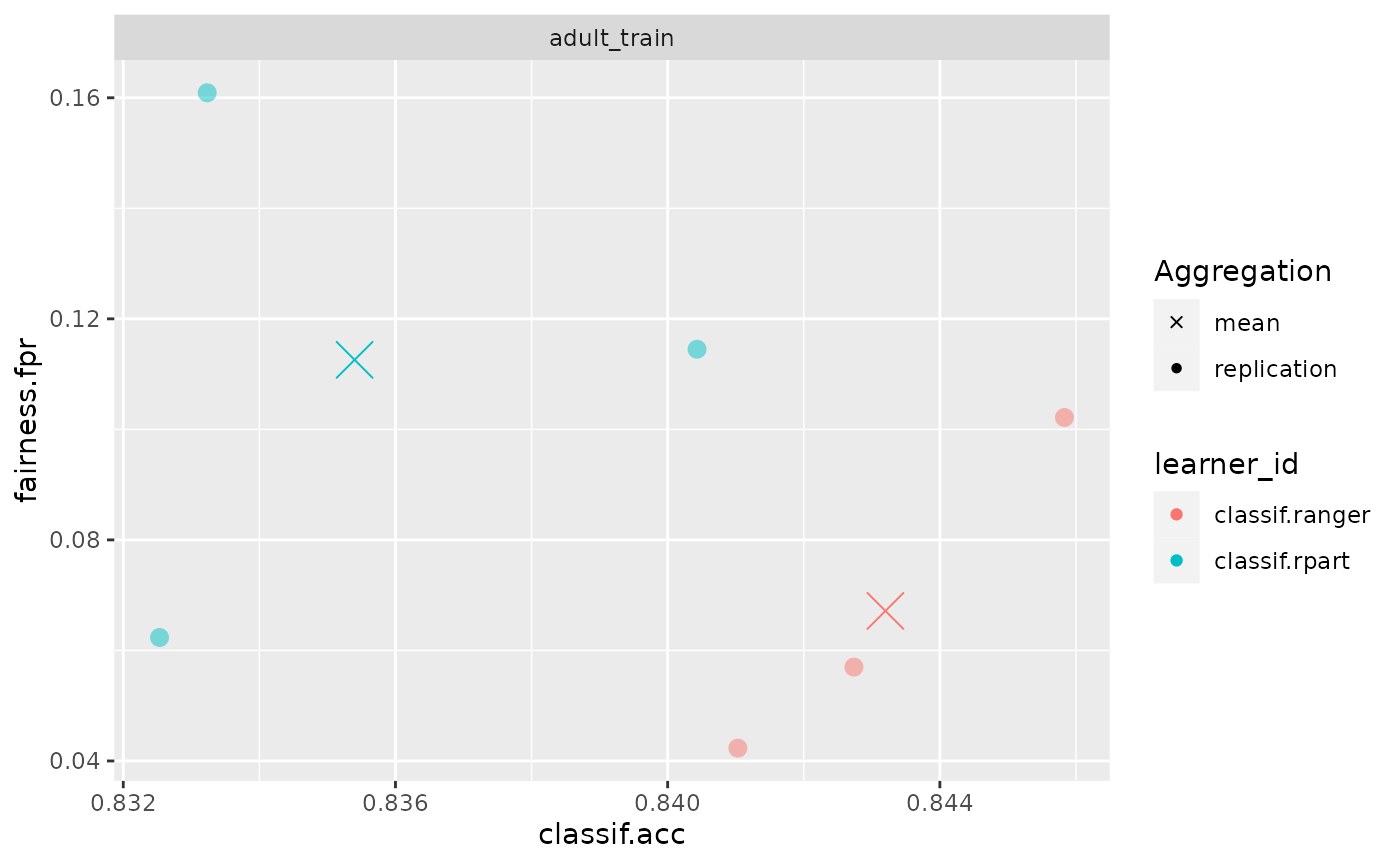 adult_train
0.16
0.12
0.08
0.04
fairness.fpr
0.832
0.836
0.840
0.844
classif.acc
Aggregation
mean
replication
learner_id
classif.ranger
classif.rpart